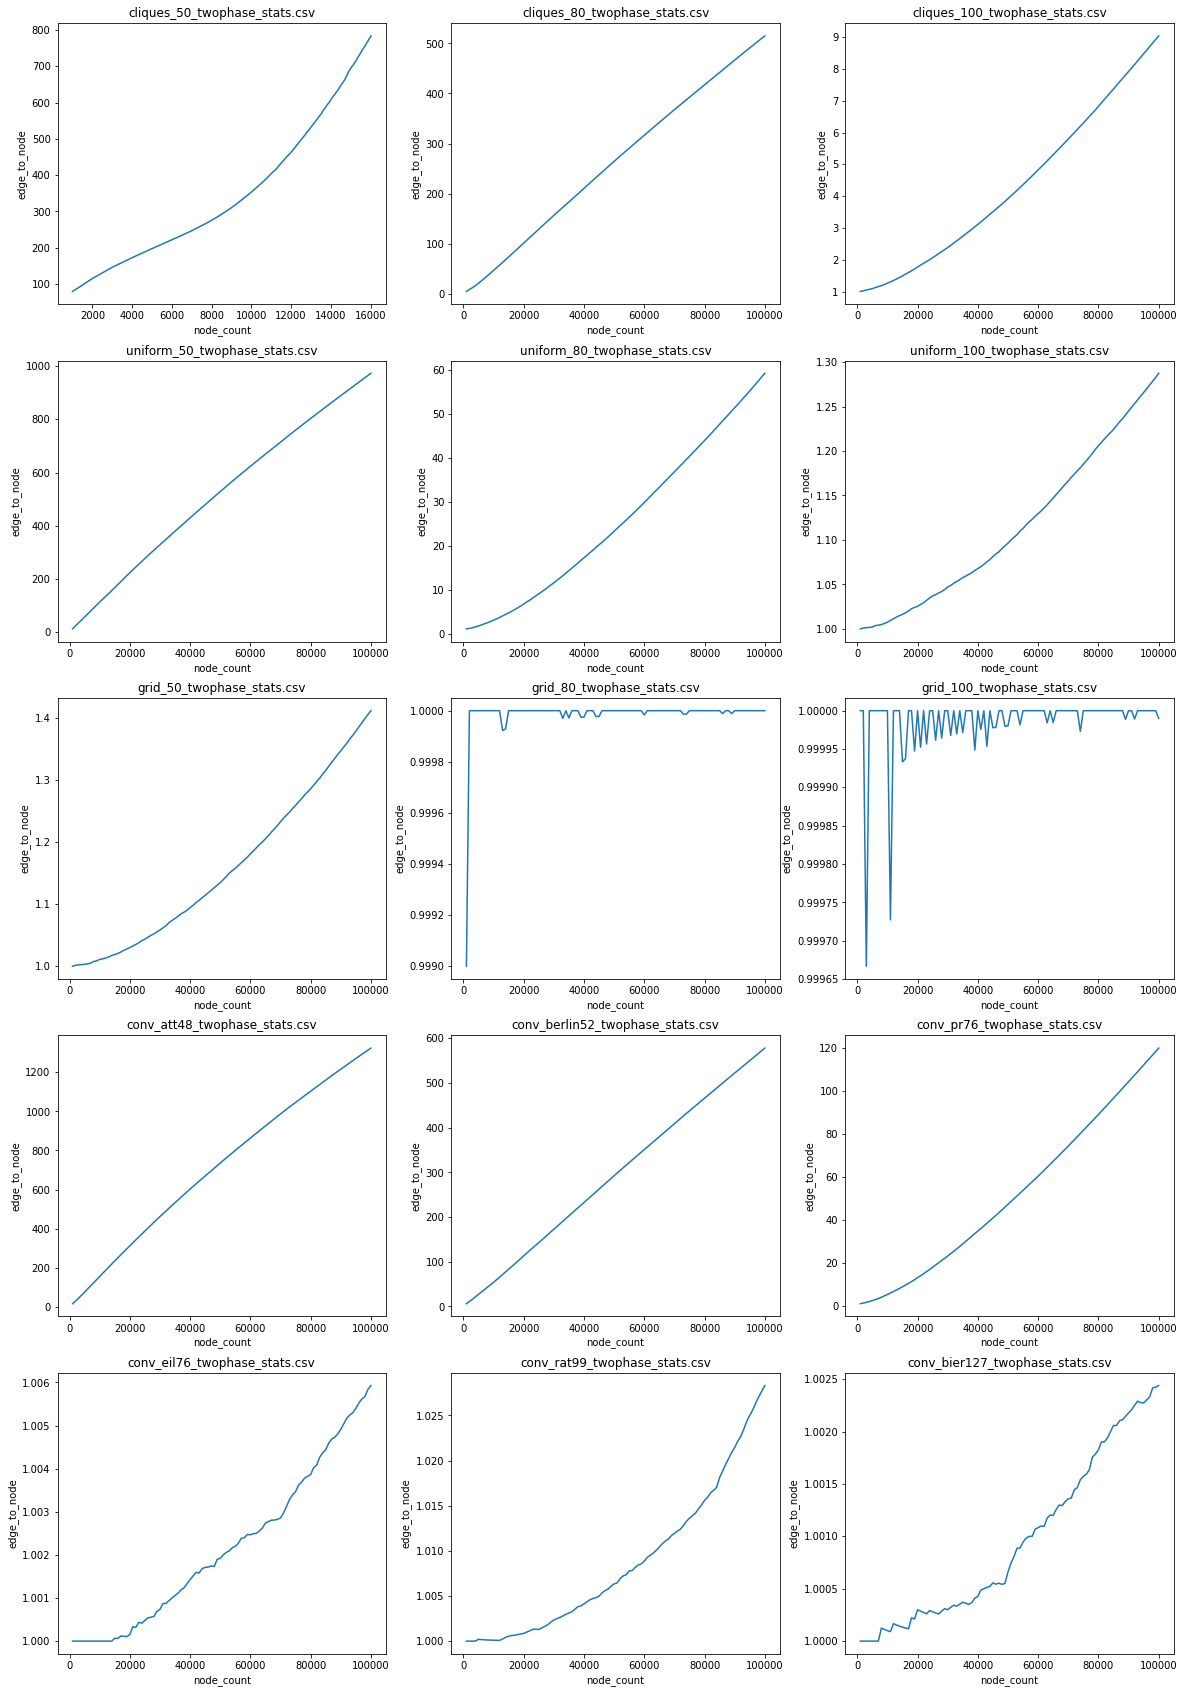 cliques_50_twophase_stats.csv
800
700
600
500
400
300
200
100
edge_to_node
2000 4000 6000 8000 10000 12000 14000 16000
node_count
cliques_80_twophase_stats.csv
500
400
300
200
100
0
edge_to_node
0 20000 40000 60000 80000 100000
node_count
cliques_100_twophase_stats.csv
9
8
7
6
5
4
3
2
1
edge_to_node
0 20000 40000 60000 80000 100000
node_count
uniform_50_twophase_stats.csv
1000
800
600
400
200
0
edge_to_node
0 20000 40000 60000 80000 100000
node_count
uniform_80_twophase_stats.csv
60
50
40
30
20
10
0
edge_to_node
0 20000 40000 60000 80000 100000
node_count
uniform_100_twophase_stats.csv
1.30
1.25
1.20
1.15
1.10
1.05
1.00
edge_to_node
0 20000 40000 60000 80000 100000
node_count
grid_50_twophase_stats.csv
1.4
1.3
1.2
1.1
1.0
edge_to_node
0 20000 40000 60000 80000 100000
node_count
grid_80_twophase_stats.csv
1.0000
0.9998
0.9996
0.9994
0.9992
0.9990
edge_to_node
0 20000 40000 60000 80000 100000
node_count
grid_100_twophase_stats.csv
1.00000
0.99995
0.99990
0.99985
0.99980
0.99975
0.99970
0.99965
edge_to_node
0 20000 40000 60000 80000 100000
node_count
conv_att48_twophase_stats.csv
1200
1000
800
600
400
200
0
edge_to_node
0 20000 40000 60000 80000 100000
node_count
conv_berlin52_twophase_stats.csv
600
500
400
300
200
100
0
edge_to_node
0 20000 40000 60000 80000 100000
node_count
conv_pr76_twophase_stats.csv
120
100
80
60
40
20
0
edge_to_node
0 20000 40000 60000 80000 100000
node_count
conv_eil76_twophase_stats.csv
1.006
1.005
1.004
1.003
1.002
1.001
1.000
edge_to_node
0 20000 40000 60000 80000 100000
node_count
conv_rat99_twophase_stats.csv
1.025
1.020
1.015
1.010
1.005
1.000
edge_to_node
0 20000 40000 60000 80000 100000
node_count
conv_bier127_twophase_stats.csv
1.0025
1.0020
1.0015
1.0010
1.0005
1.0000
edge_to_node
0 20000 40000 60000 80000 100000
node_count